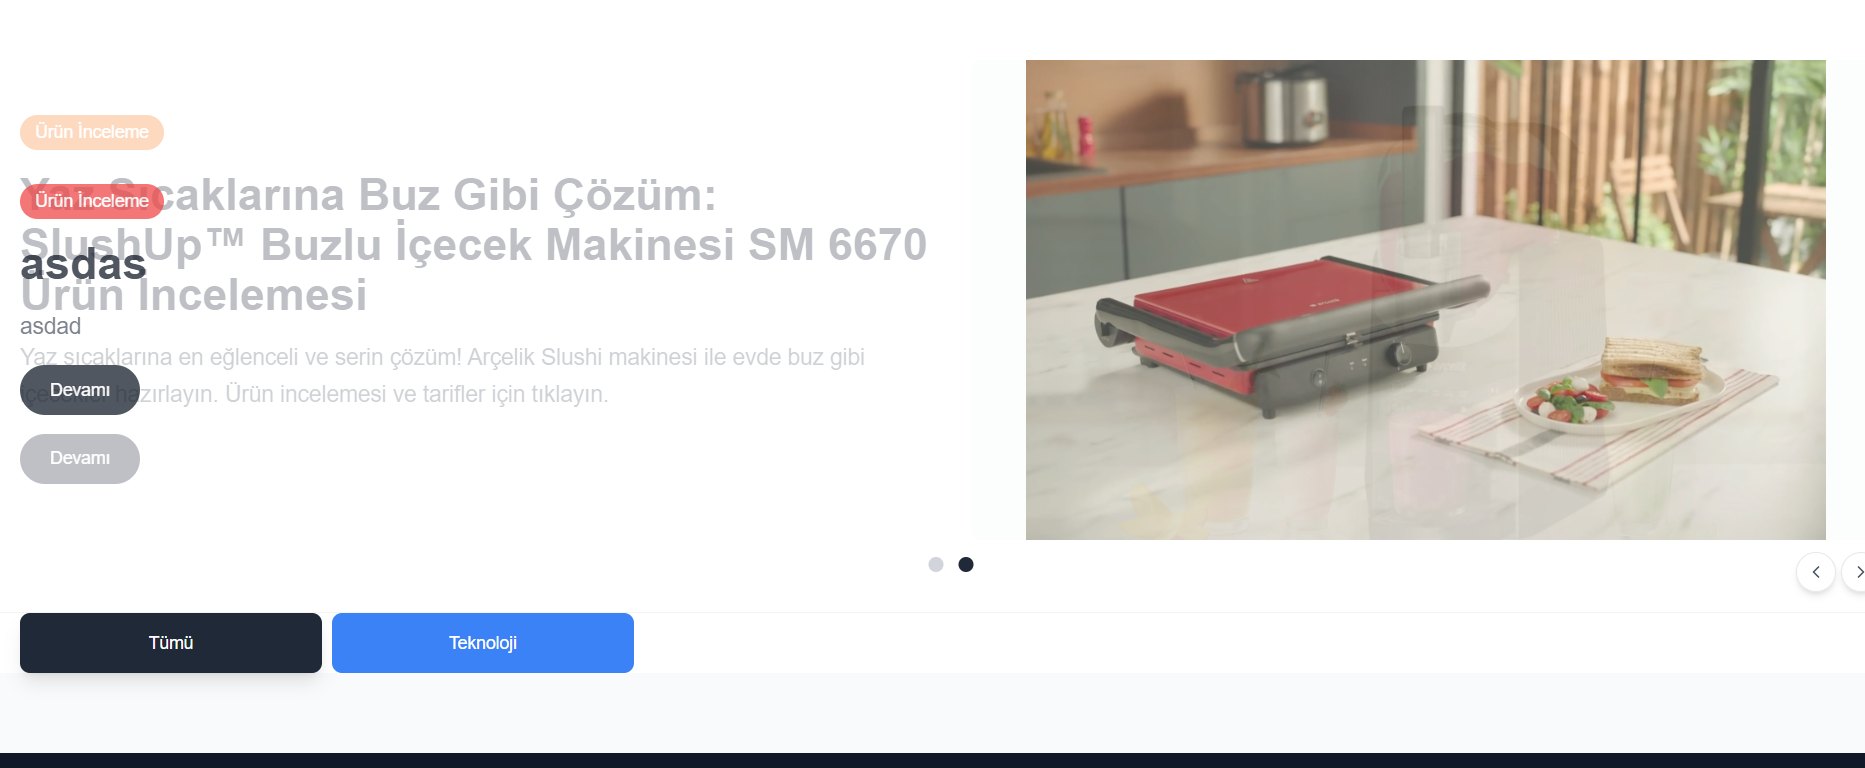 Ürün İnceleme
Yaz Sıcaklarına Buz Gibi Çözüm:
SlushUp™ Buzlu İçecek Makinesi SM 6670
Ürün İncelemesi
Yaz sıcaklarına en eğlenceli ve serin çözüm! Arçelik Slushi makinesi ile evde buz gibi
içecekler hazırlayın. Ürün incelemesi ve tarifler için tıklayın.
Devamı
Ürün İnceleme
asdas
asdad
Devamı
Tümü
Teknoloji